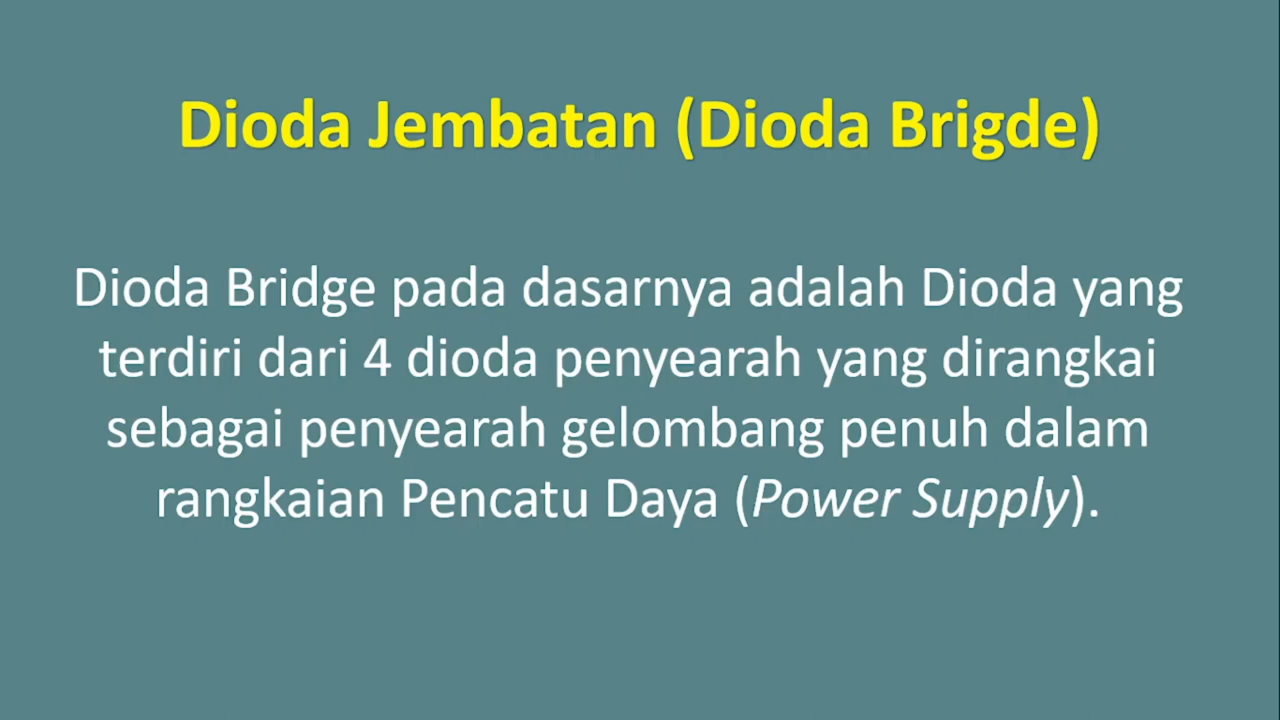 Dioda Jembatan (Dioda Brigde)
Dioda Bridge pada dasarnya adalah Dioda yang
terdiri dari 4 dioda penyearah yang dirangkai
sebagai penyearah gelombang penuh dalam
rangkaian Pencatu Daya (Power Supply).